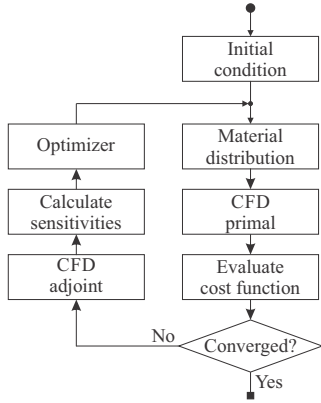 Initial
condition
Material
distribution
CFD
primal
Evaluate
cost function
Converged?
Yes
No
CFD
adjoint
Calculate
sensitivities
Optimizer